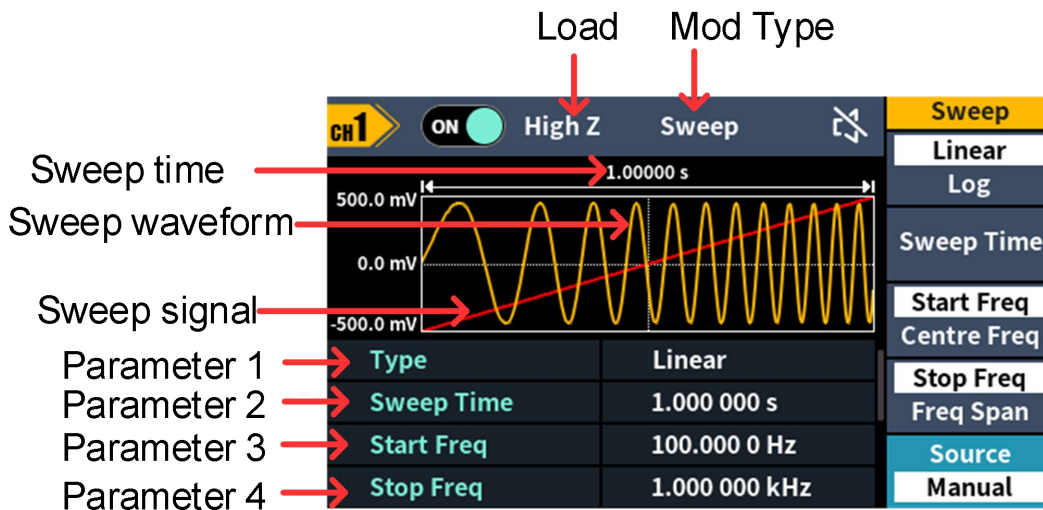 Load Mod Type
CH1 ON High Z Sweep
Sweep
Linear
Log
Sweep Time
Start Freq
Centre Freq
Stop Freq
Freq Span
Source
Manual
Sweep time
1.00000 s
Sweep waveform
500.0 mV
0.0 mV
-500.0 mV
Sweep signal
Parameter 1 Type Linear
Parameter 2 Sweep Time 1.000 000 s
Parameter 3 Start Freq 100.000 0 Hz
Parameter 4 Stop Freq 1.000 000 kHz